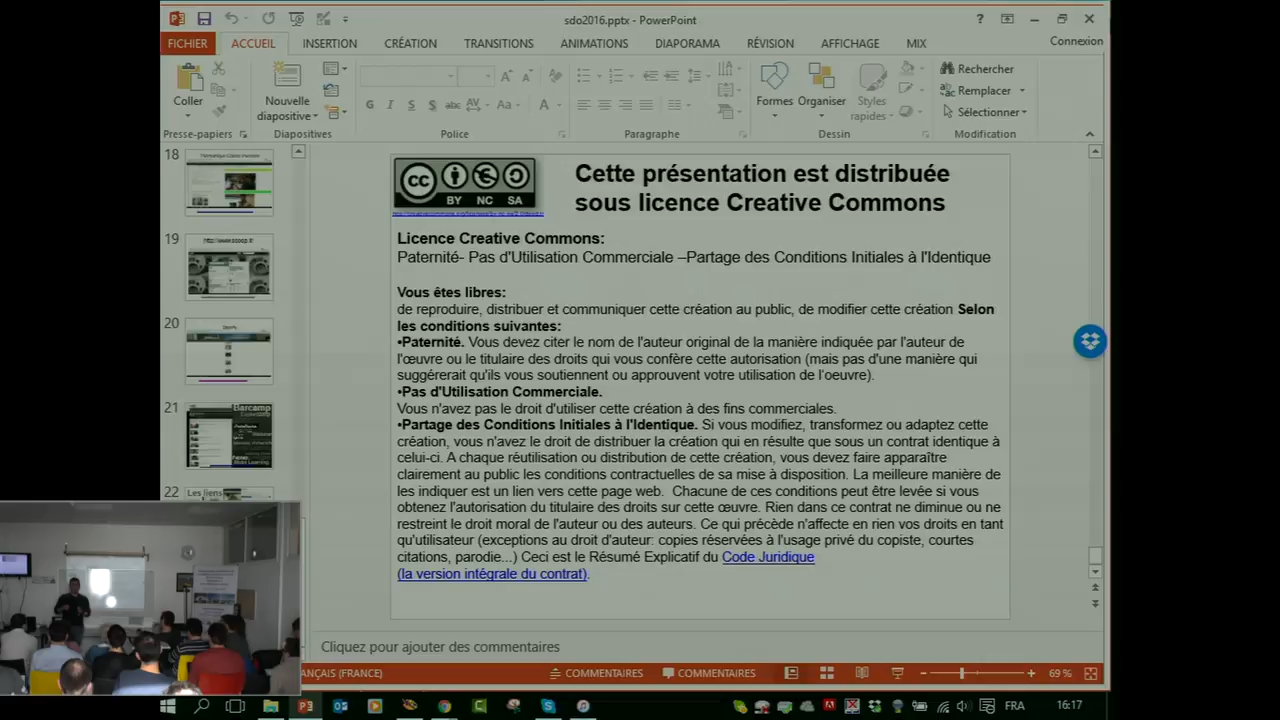 sdo2016.pptx - PowerPoint
FICHIER ACCUEIL INSERTION CRÉATION TRANSITIONS ANIMATIONS DIAPORAMA RÉVISION AFFICHAGE MIX Connexion
Coller
Nouvelle diapositive
Formes Organiser Styles rapides
Rechercher
Remplacer
Sélectionner
Presse-papiers Diapositives Police Paragraphe Dessin Modification
18
19
20
21
Barcamp
22
Les liens
CC BY NC SA
Cette présentation est distribuée
sous licence Creative Commons
Licence Creative Commons:
Paternité- Pas d'Utilisation Commerciale –Partage des Conditions Initiales à l'Identique
Vous êtes libres:
de reproduire, distribuer et communiquer cette création au public, de modifier cette création Selon
les conditions suivantes:
•Paternité. Vous devez citer le nom de l'auteur original de la manière indiquée par l'auteur de
l'œuvre ou le titulaire des droits qui vous confère cette autorisation (mais pas d'une manière qui
suggérerait qu'ils vous soutiennent ou approuvent votre utilisation de l'oeuvre).
•Pas d'Utilisation Commerciale.
Vous n'avez pas le droit d'utiliser cette création à des fins commerciales.
•Partage des Conditions Initiales à l'Identique. Si vous modifiez, transformez ou adaptez cette
création, vous n'avez le droit de distribuer la création qui en résulte que sous un contrat identique à
celui-ci. A chaque réutilisation ou distribution de cette création, vous devez faire apparaître
clairement au public les conditions contractuelles de sa mise à disposition. La meilleure manière de
les indiquer est un lien vers cette page web. Chacune de ces conditions peut être levée si vous
obtenez l'autorisation du titulaire des droits sur cette œuvre. Rien dans ce contrat ne diminue ou ne
restreint le droit moral de l'auteur ou des auteurs. Ce qui précède n'affecte en rien vos droits en tant
qu'utilisateur (exceptions au droit d'auteur: copies réservées à l'usage privé du copiste, courtes
citations, parodie...) Ceci est le Résumé Explicatif du Code Juridique
(la version intégrale du contrat).
Cliquez pour ajouter des commentaires
ANÇAIS (FRANCE) COMMENTAIRES COMMENTAIRES 69 %
FRA 16:17